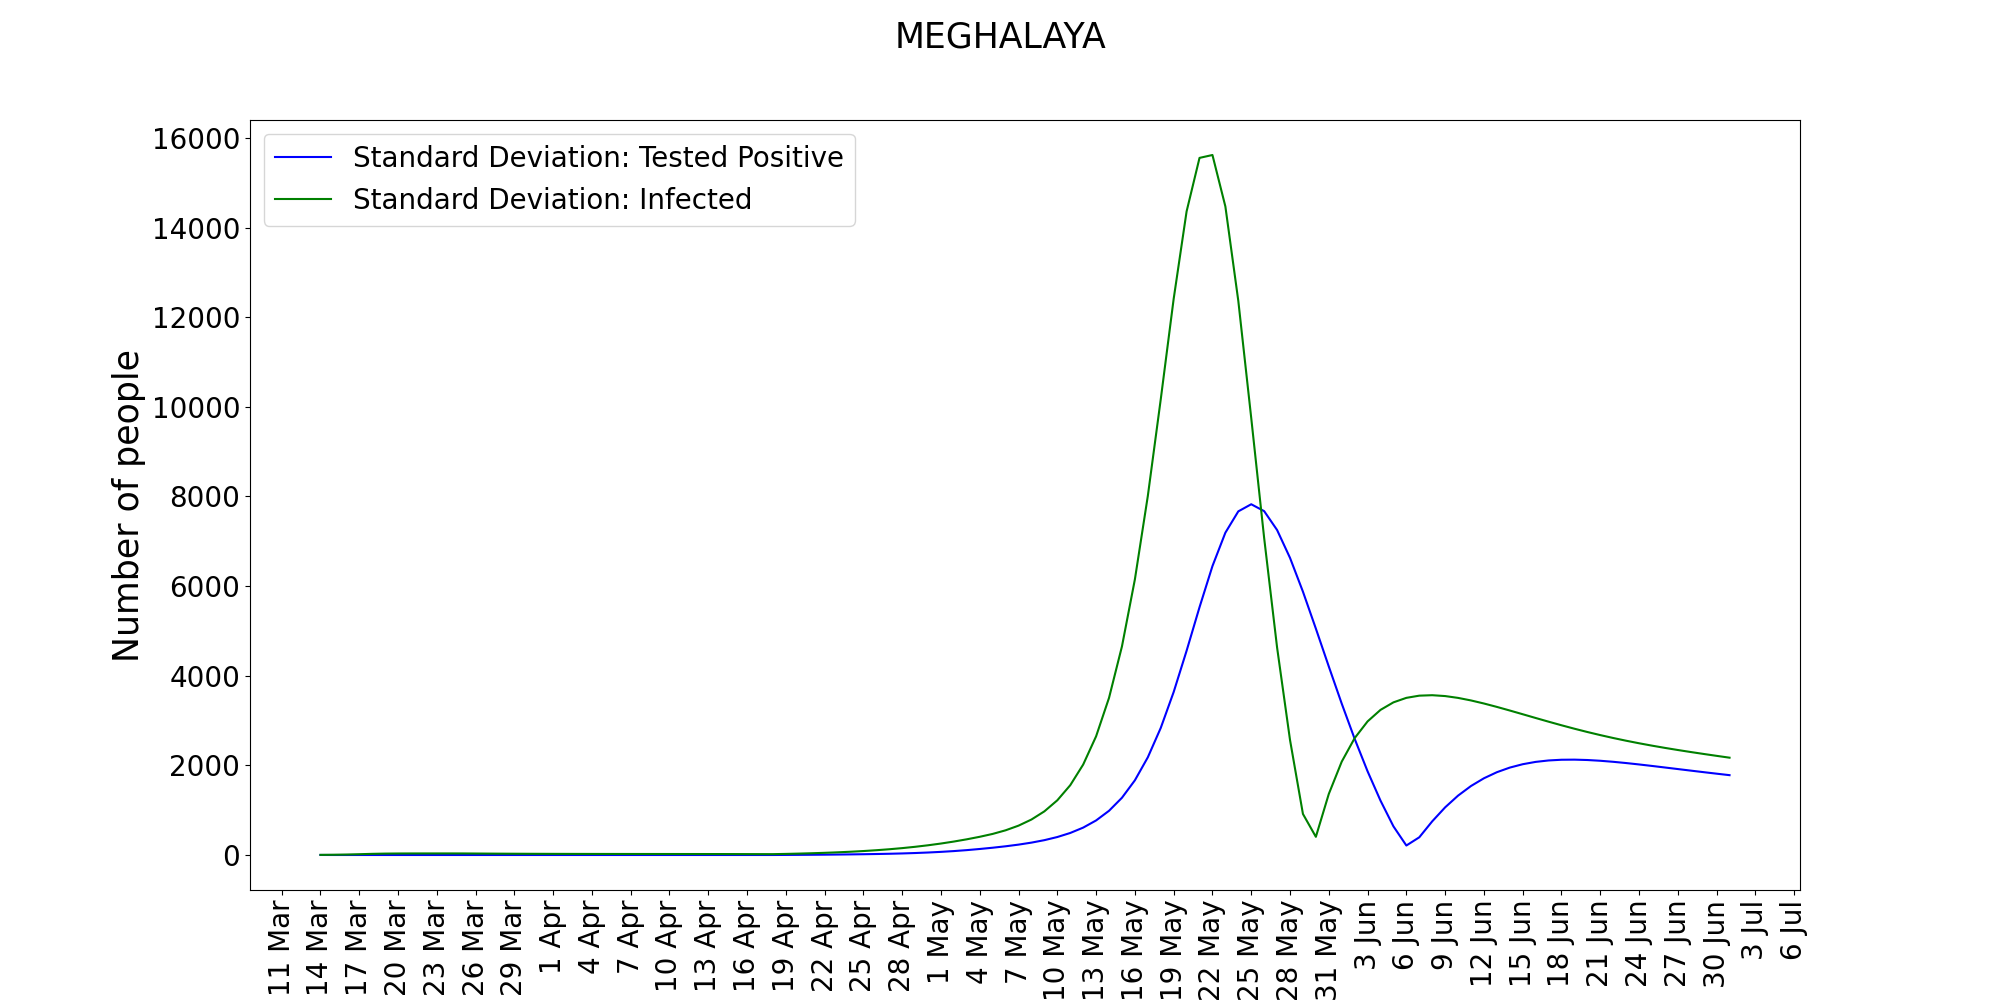 MEGHALAYA
Standard Deviation: Tested Positive
Standard Deviation: Infected
Number of people
16000
14000
12000
10000
8000
6000
4000
2000
0
11 Mar
14 Mar
17 Mar
20 Mar
23 Mar
26 Mar
29 Mar
1 Apr
4 Apr
7 Apr
10 Apr
13 Apr
16 Apr
19 Apr
22 Apr
25 Apr
28 Apr
1 May
4 May
7 May
10 May
13 May
16 May
19 May
22 May
25 May
28 May
31 May
3 Jun
6 Jun
9 Jun
12 Jun
15 Jun
18 Jun
21 Jun
24 Jun
27 Jun
30 Jun
3 Jul
6 Jul